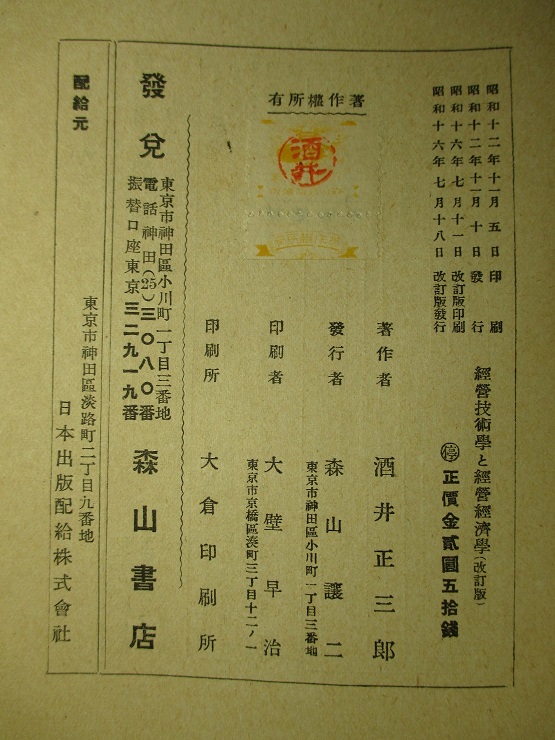 昭和十二年十一月五日印刷
昭和十二年十一月十日發行
昭和十六年七月十一日改訂版印刷
昭和十六年七月十八日改訂版發行
著作權所有
酒井
經營技術學と經營經濟學(改訂版)
㊡正價金貳圓五拾錢
著作者 酒井正三郎
東京市神田區小川町一丁目三番地
發行者 森山讓二
東京市京橋區湊町三丁目十二ノ一
印刷者 大壁早治
印刷所 大倉印刷所
東京市神田區小川町一丁目三番地
電話神田(25)三〇八〇番
振替口座東京三二九一九番
發兌 森山書店
配給元
東京市神田區淡路町二丁目九番地
日本出版配給株式會社